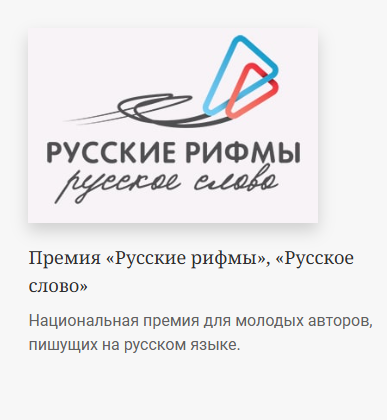 РУССКИЕ РИФМЫ
русское слово
Премия «Русские рифмы», «Русское
слово»
Национальная премия для молодых авторов,
пишущих на русском языке.